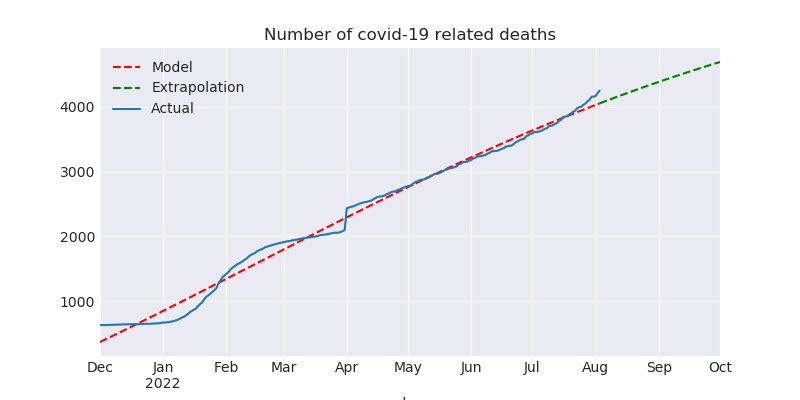 Number of covid-19 related deaths
Model
Extrapolation
Actual
4000
3000
2000
1000
Dec Jan Feb Mar Apr May Jun Jul Aug Sep Oct
2022